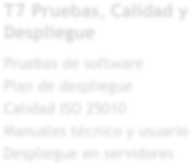 T7 Pruebas, Calidad y
Despliegue
Pruebas de software
Plan de despliegue
Calidad ISO 25010
Manuales técnico y usuario
Despliegue en servidores